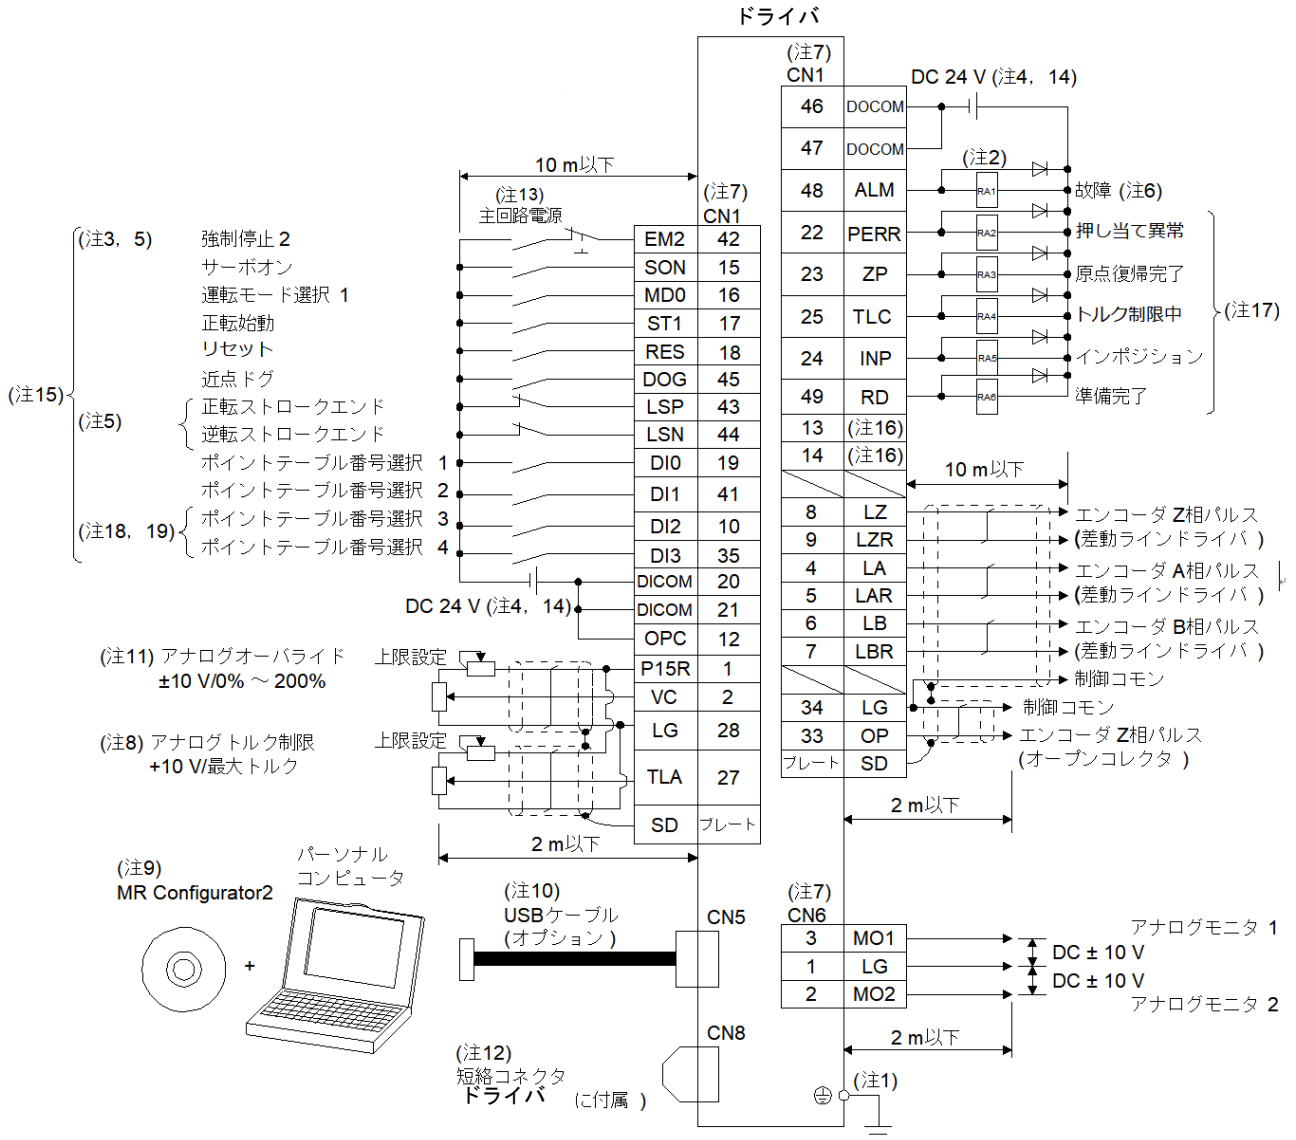 ドライバ
(注7)
CN1
DC 24 V (注4, 14)
46 DOCOM
47 DOCOM
(注2)
48 ALM RA1 故障 (注6)
22 PERR RA2 押し当て異常
23 ZP RA3 原点復帰完了
25 TLC RA4 トルク制限中
(注17)
24 INP RA5 インポジション
49 RD RA6 準備完了
13 (注16)
14 (注16)
10 m以下
8 LZ エンコーダ Z相パルス
9 LZR (差動ラインドライバ )
4 LA エンコーダ A相パルス
5 LAR (差動ラインドライバ )
6 LB エンコーダ B相パルス
7 LBR (差動ラインドライバ )
制御コモン
34 LG 制御コモン
33 OP エンコーダ Z相パルス
(オープンコレクタ )
プレート SD
2 m以下
10 m以下
(注13)
主回路電源
(注7)
CN1
(注3, 5) 強制停止 2 EM2 42
サーボオン SON 15
運転モード選択 1 MD0 16
正転始動 ST1 17
リセット RES 18
近点ドグ DOG 45
(注15)
(注5)
正転ストロークエンド LSP 43
逆転ストロークエンド LSN 44
ポイントテーブル番号選択 1 DI0 19
ポイントテーブル番号選択 2 DI1 41
(注18, 19)
ポイントテーブル番号選択 3 DI2 10
ポイントテーブル番号選択 4 DI3 35
DICOM 20
DC 24 V (注4, 14) DICOM 21
OPC 12
(注11) アナログオーバライド
±10 V/0% ～ 200%
上限設定
P15R 1
VC 2
LG 28
(注8) アナログトルク制限
+10 V/最大トルク
上限設定
TLA 27
SD プレート
2 m以下
(注9)
MR Configurator2
パーソナル
コンピュータ
+
(注10)
USBケーブル
(オプション )
CN5
(注12)
短絡コネクタ
ドライバ に付属 )
CN8
(注7)
CN6
3 MO1 アナログモニタ 1
DC ± 10 V
1 LG
DC ± 10 V
2 MO2 アナログモニタ 2
2 m以下
(注1)